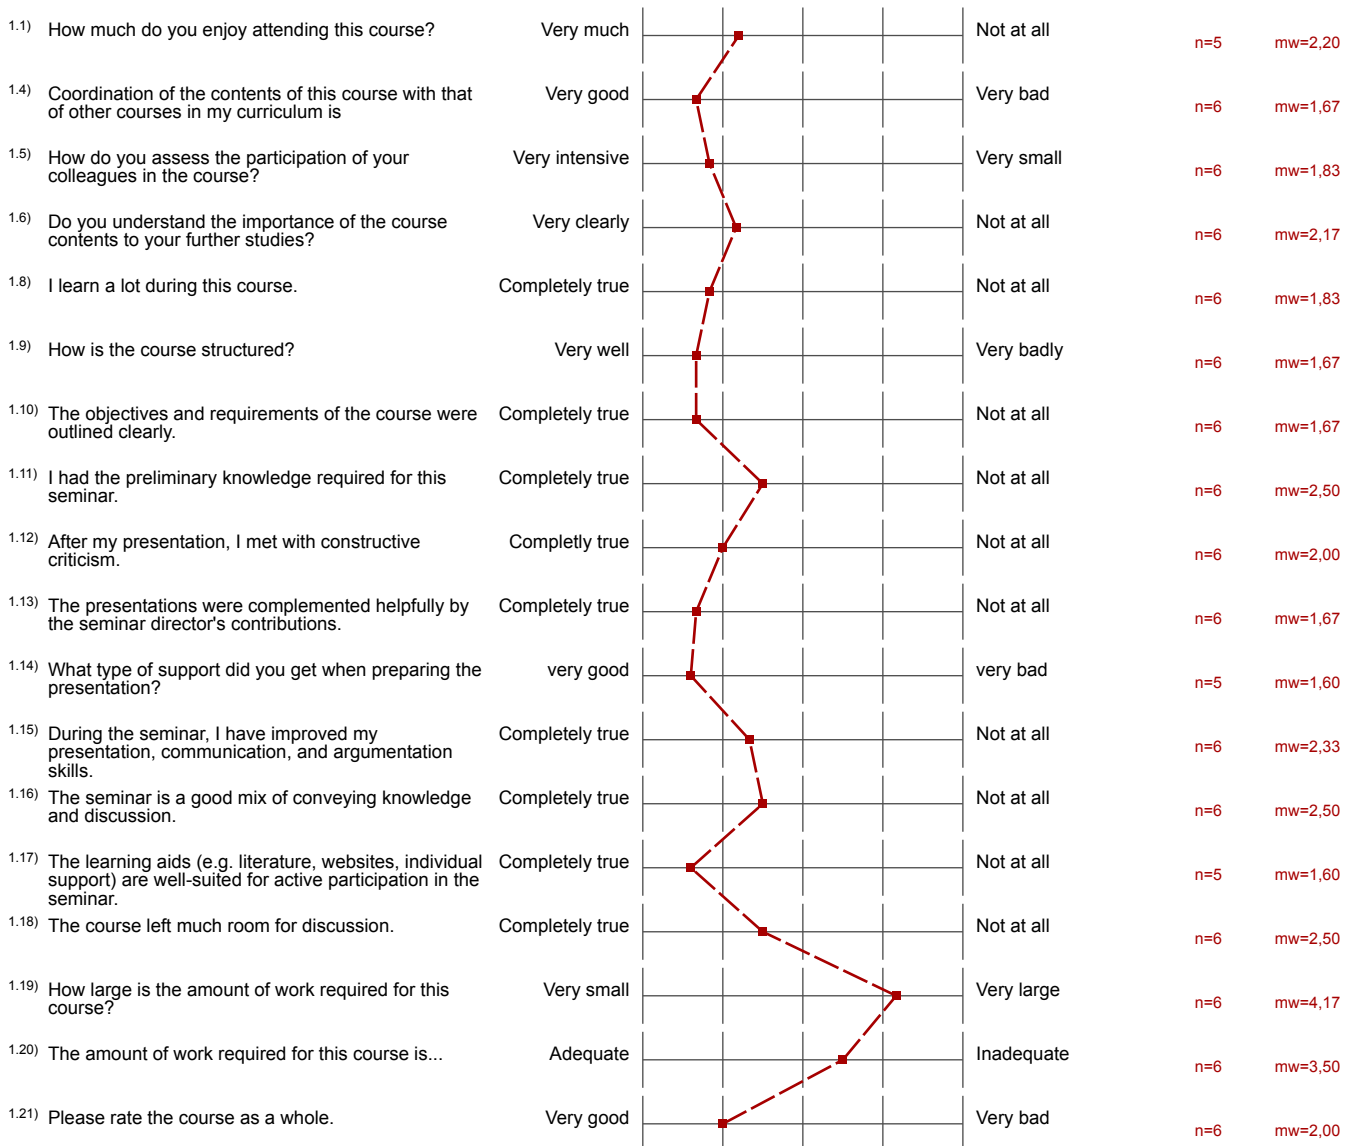 1.1) How much do you enjoy attending this course? Very much Not at all n=5 mw=2,20
1.4) Coordination of the contents of this course with that
of other courses in my curriculum is Very good Very bad n=6 mw=1,67
1.5) How do you assess the participation of your
colleagues in the course? Very intensive Very small n=6 mw=1,83
1.6) Do you understand the importance of the course
contents to your further studies? Very clearly Not at all n=6 mw=2,17
1.8) I learn a lot during this course. Completely true Not at all n=6 mw=1,83
1.9) How is the course structured? Very well Very badly n=6 mw=1,67
1.10) The objectives and requirements of the course were
outlined clearly. Completely true Not at all n=6 mw=1,67
1.11) I had the preliminary knowledge required for this
seminar. Completely true Not at all n=6 mw=2,50
1.12) After my presentation, I met with constructive
criticism. Completly true Not at all n=6 mw=2,00
1.13) The presentations were complemented helpfully by
the seminar director's contributions. Completely true Not at all n=6 mw=1,67
1.14) What type of support did you get when preparing the
presentation? very good very bad n=5 mw=1,60
1.15) During the seminar, I have improved my
presentation, communication, and argumentation
skills. Completely true Not at all n=6 mw=2,33
1.16) The seminar is a good mix of conveying knowledge
and discussion. Completely true Not at all n=6 mw=2,50
1.17) The learning aids (e.g. literature, websites, individual
support) are well-suited for active participation in the
seminar. Completely true Not at all n=5 mw=1,60
1.18) The course left much room for discussion. Completely true Not at all n=6 mw=2,50
1.19) How large is the amount of work required for this
course? Very small Very large n=6 mw=4,17
1.20) The amount of work required for this course is... Adequate Inadequate n=6 mw=3,50
1.21) Please rate the course as a whole. Very good Very bad n=6 mw=2,00